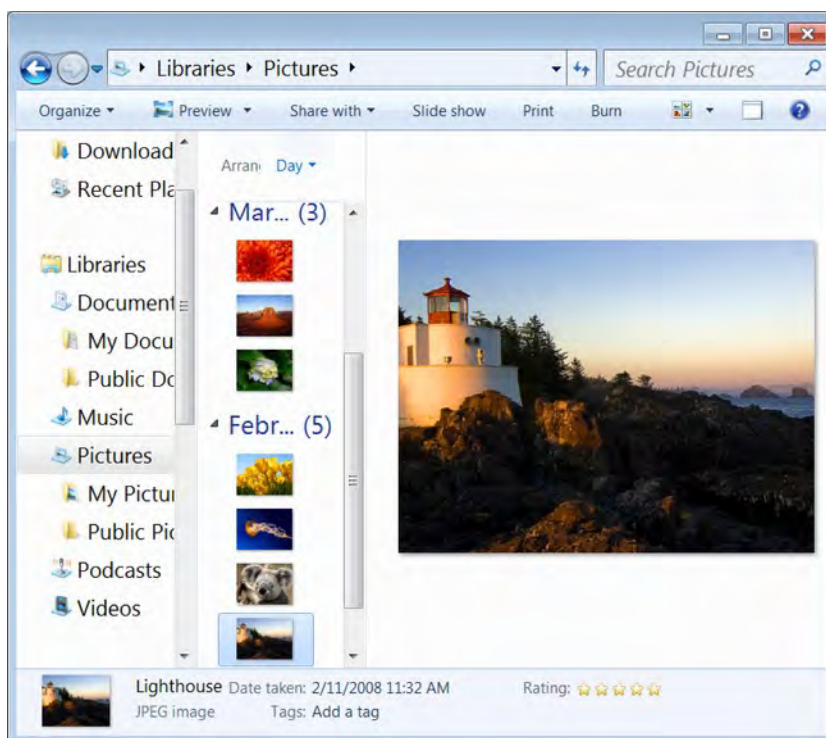 Libraries Pictures
Search Pictures
Organize Preview Share with Slide show Print Burn
Download
Recent Pla
Libraries
Document
My Docu
Public Do
Music
Pictures
My Pictu
Public Pic
Podcasts
Videos
Arran Day
Mar... (3)
Febr... (5)
Lighthouse Date taken: 2/11/2008 11:32 AM Rating:
JPEG image Tags: Add a tag